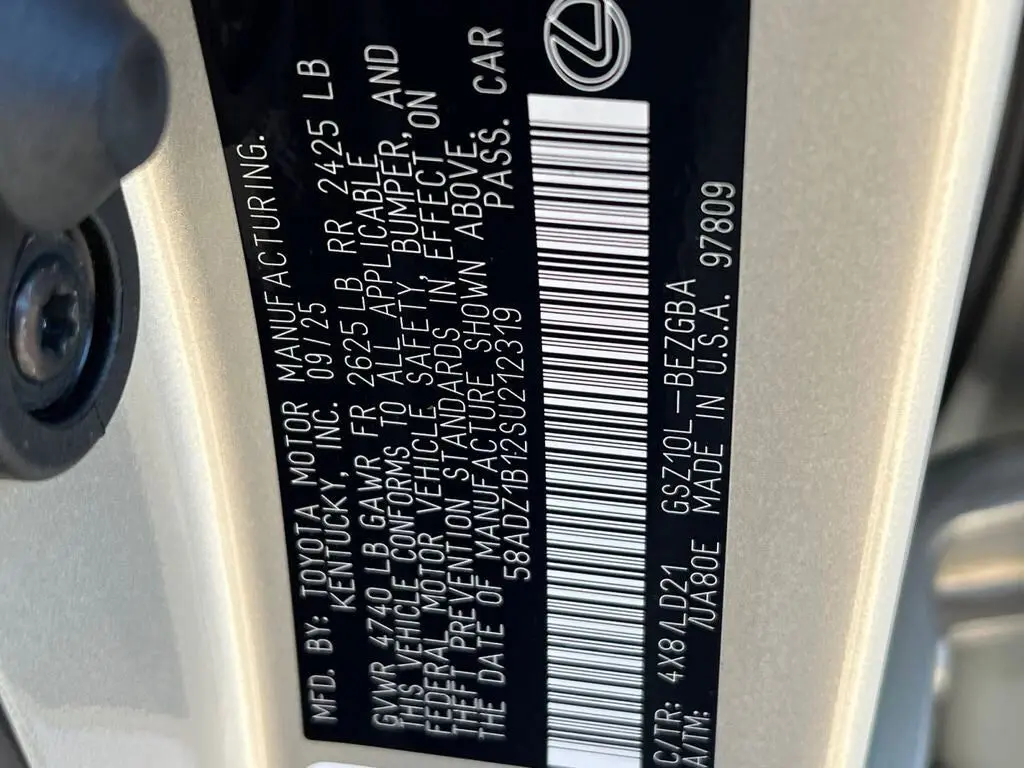 MFD. BY: TOYOTA MOTOR MANUFACTURING.
KENTUCKY, INC. 09/25
GVWR 4740 LB GAWR FR 2625 LB RR 2425 LB
THIS VEHICLE CONFORMS TO ALL APPLICABLE
FEDERAL MOTOR VEHICLE SAFETY, BUMPER, AND
THEFT PREVENTION STANDARDS IN EFFECT ON
THE DATE OF MANUFACTURE SHOWN ABOVE.
58ADZ1B12SU212319 PASS. CAR
C/TR: 4X8/LD21 GSZ10L-BEZGBA
A/TM: /UA80E MADE IN U.S.A. 97809